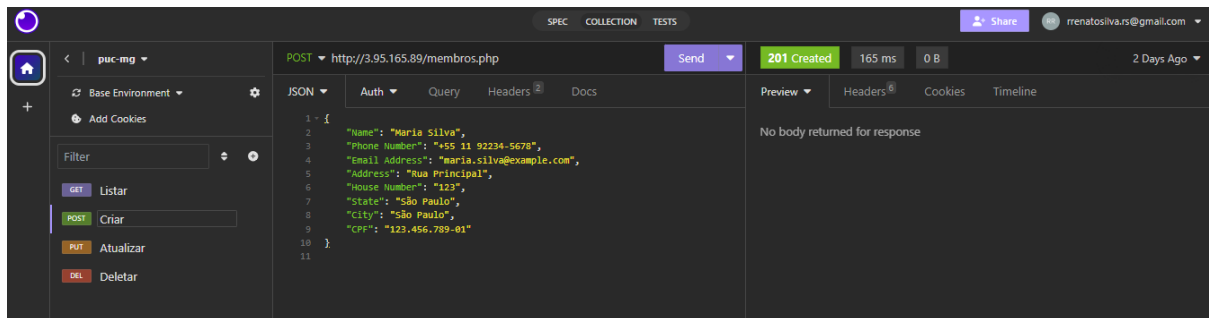 SPEC COLLECTION TESTS
Share
RR
rrenatosilva.rs@gmail.com
puc-mg
Base Environment
Add Cookies
Filter
GET Listar
POST Criar
PUT Atualizar
DEL Deletar
POST http://3.95.165.89/membros.php Send
JSON Auth Query Headers 2 Docs
1 {
2 "Name": "Maria Silva",
3 "Phone Number": "+55 11 92234-5678",
4 "Email Address": "maria.silva@example.com",
5 "Address": "Rua Principal",
6 "House Number": "123",
7 "State": "São Paulo",
8 "City": "São Paulo",
9 "CPF": "123.456.789-01"
10 }
11
201 Created 165 ms 0 B 2 Days Ago
Preview Headers 6 Cookies Timeline
No body returned for response